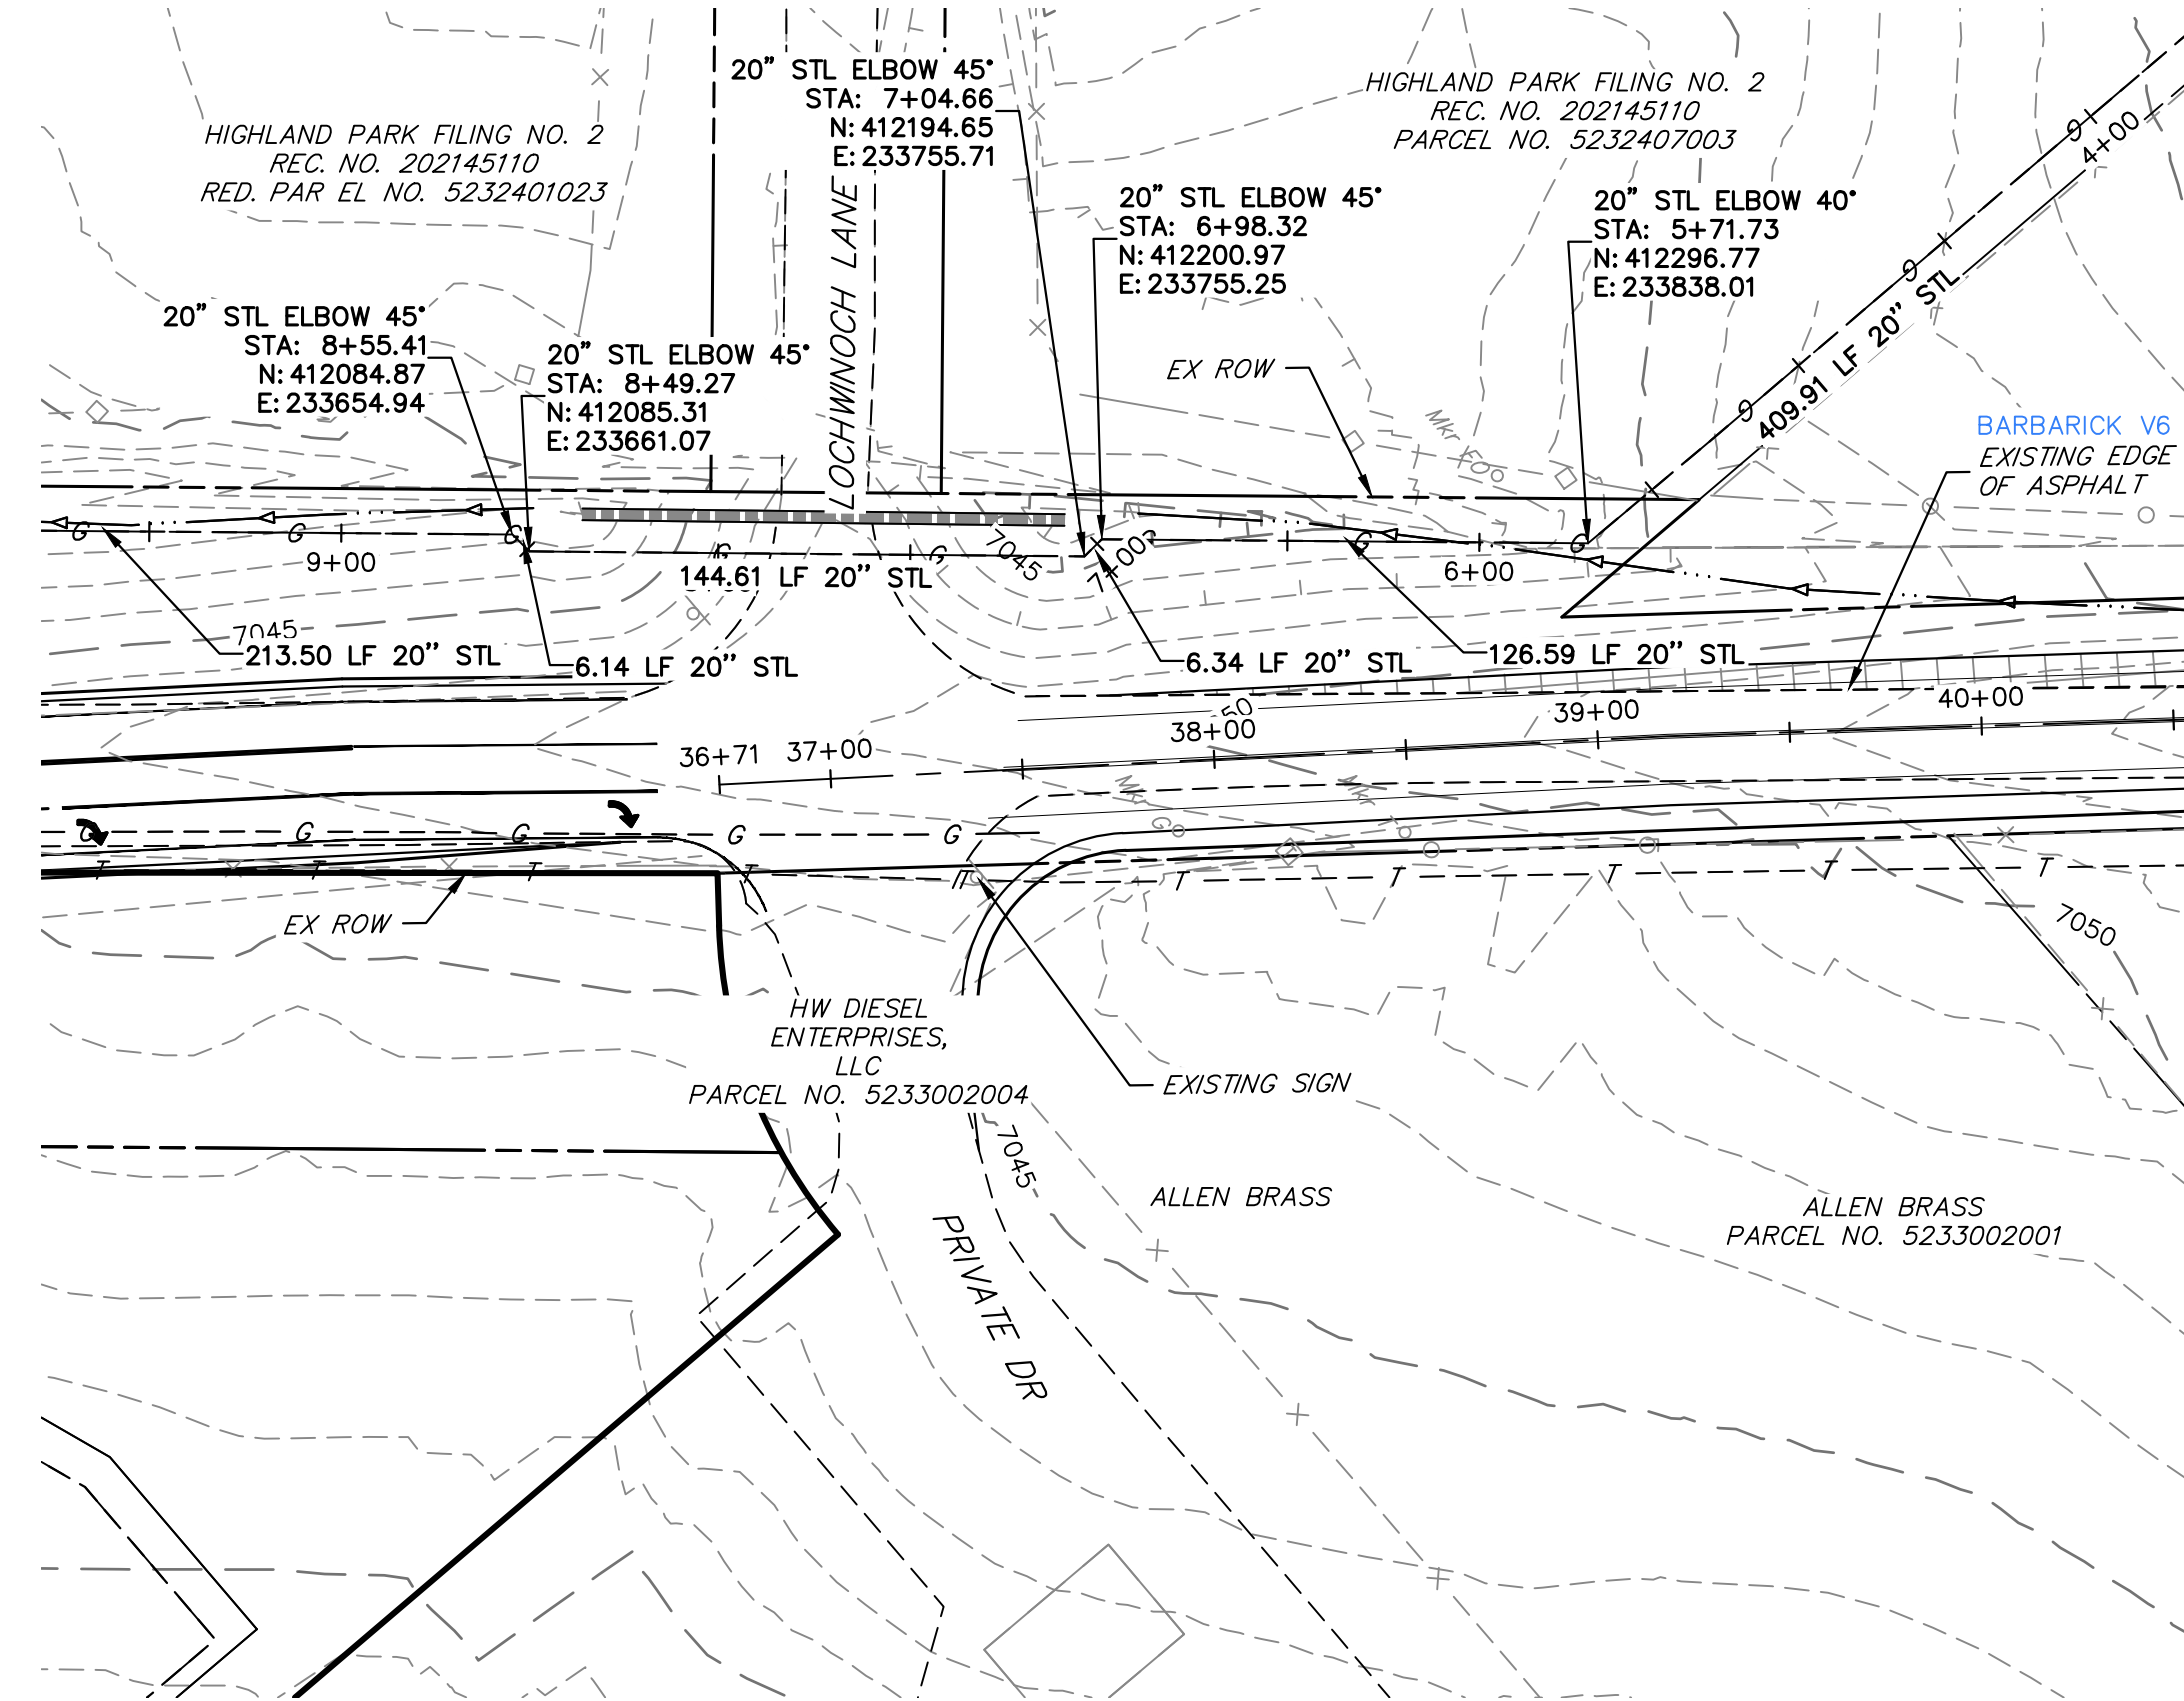 20” STL ELBOW 45°
STA: 7+04.66
N: 412194.65
E: 233755.71
HIGHLAND PARK FILING NO. 2
REC. NO. 202145110
PARCEL NO. 5232407003
HIGHLAND PARK FILING NO. 2
REC. NO. 202145110
RED. PAR EL NO. 5232401023
4+00
20” STL ELBOW 45°
STA: 6+98.32
N: 412200.97
E: 233755.25
20” STL ELBOW 40°
STA: 5+71.73
N: 412296.77
E: 233838.01
LOCHWINOCH LANE
409.91 LF 20” STL
20” STL ELBOW 45°
STA: 8+55.41
N: 412084.87
E: 233654.94
20” STL ELBOW 45°
STA: 8+49.27
N: 412085.31
E: 233661.07
EX ROW
BARBARICK V6
EXISTING EDGE
OF ASPHALT
Mkr FO
G
G
G
G
G
G
G
9+00
7045
7+00
6+00
144.61 LF 20” STL
7045
213.50 LF 20” STL
6.14 LF 20” STL
6.34 LF 20” STL
126.59 LF 20” STL
50
36+71
37+00
38+00
39+00
40+00
Mkr G
Mkr
G
G
G
G
G
T
T
T
T
T
T
T
T
T
T
EX ROW
7050
HW DIESEL
ENTERPRISES,
LLC
PARCEL NO. 5233002004
EXISTING SIGN
7045
ALLEN BRASS
ALLEN BRASS
PARCEL NO. 5233002001
PRIVATE DR